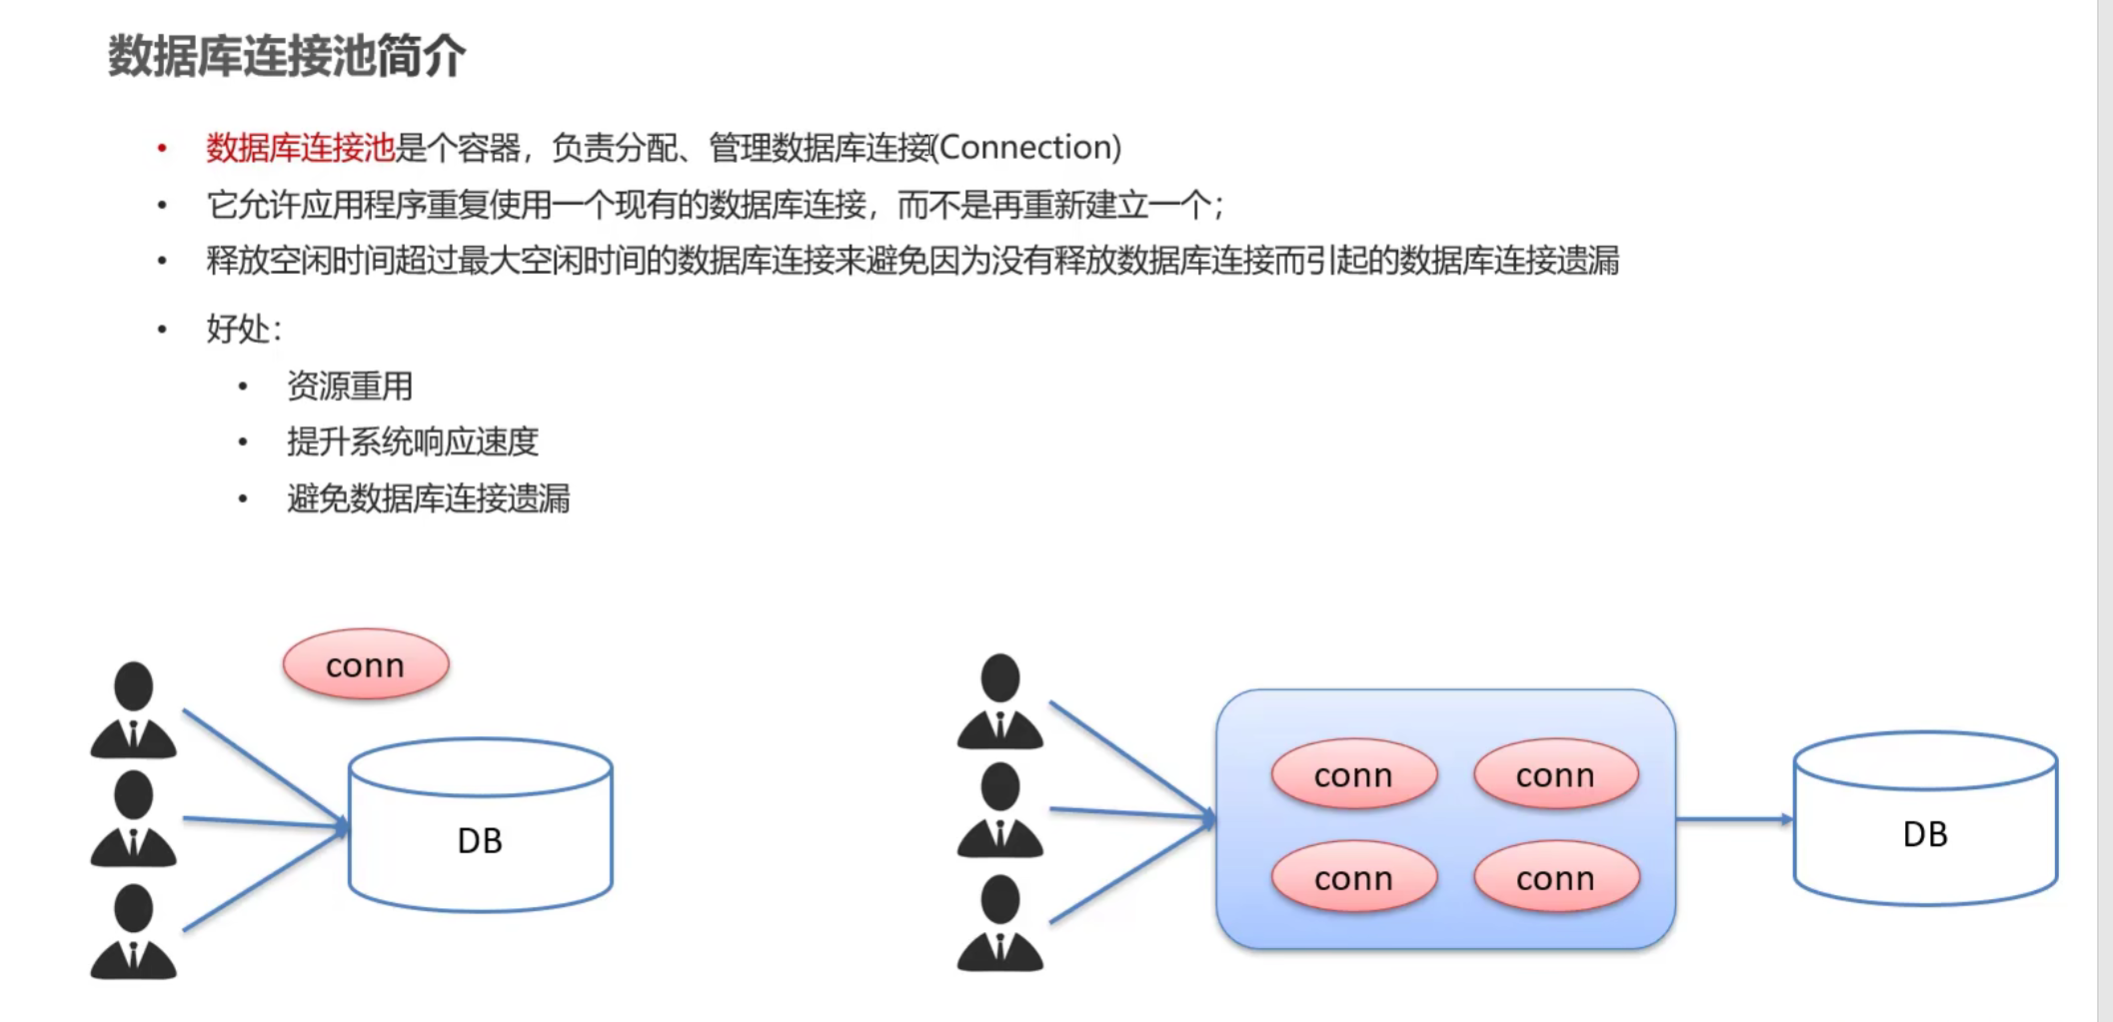 数据库连接池简介
• 数据库连接池是个容器，负责分配、管理数据库连接(Connection)
• 它允许应用程序重复使用一个现有的数据库连接，而不是再重新建立一个；
• 释放空闲时间超过最大空闲时间的数据库连接来避免因为没有释放数据库连接而引起的数据库连接遗漏
• 好处：
• 资源重用
• 提升系统响应速度
• 避免数据库连接遗漏
conn
DB
conn conn
conn conn
DB